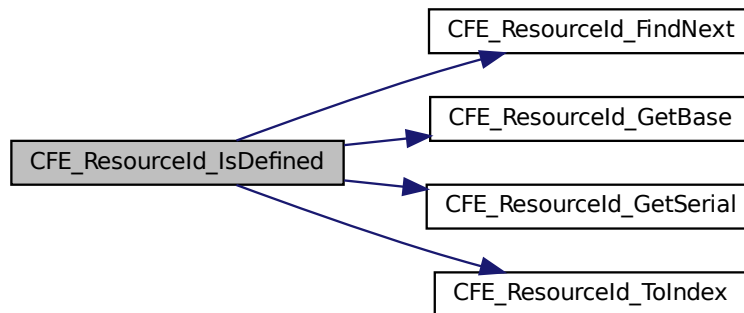 CFE_ResourceId_FindNext
CFE_ResourceId_GetBase
CFE_ResourceId_IsDefined
CFE_ResourceId_GetSerial
CFE_ResourceId_ToIndex